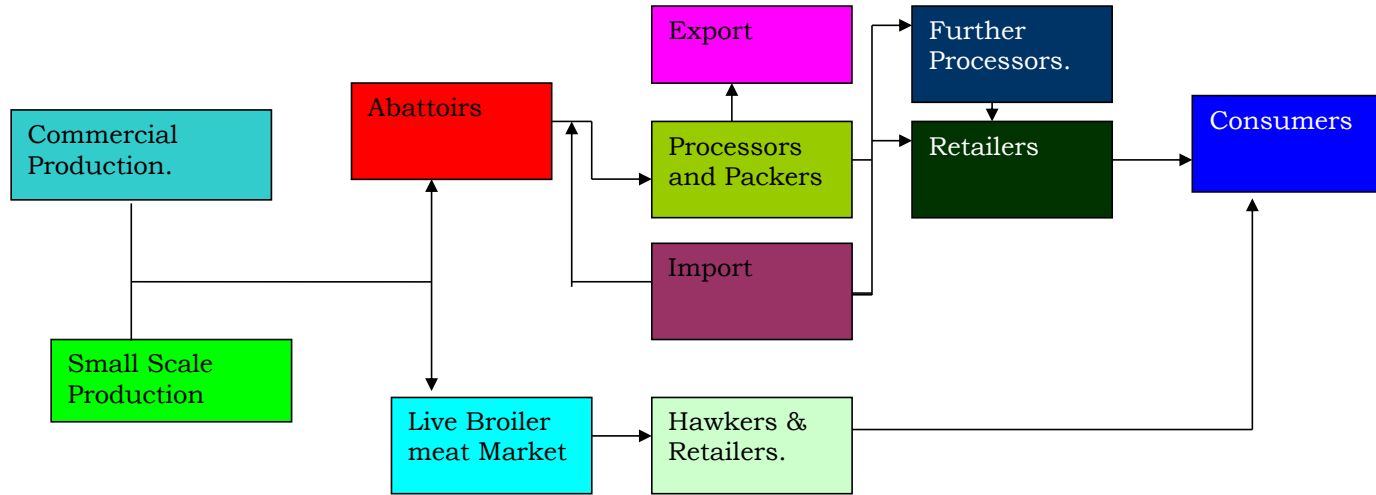 Export
Further
Processors.
Abattoirs
Commercial
Production.
Processors
and Packers
Retailers
Consumers
Import
Small Scale
Production
Live Broiler
meat Market
Hawkers &
Retailers.